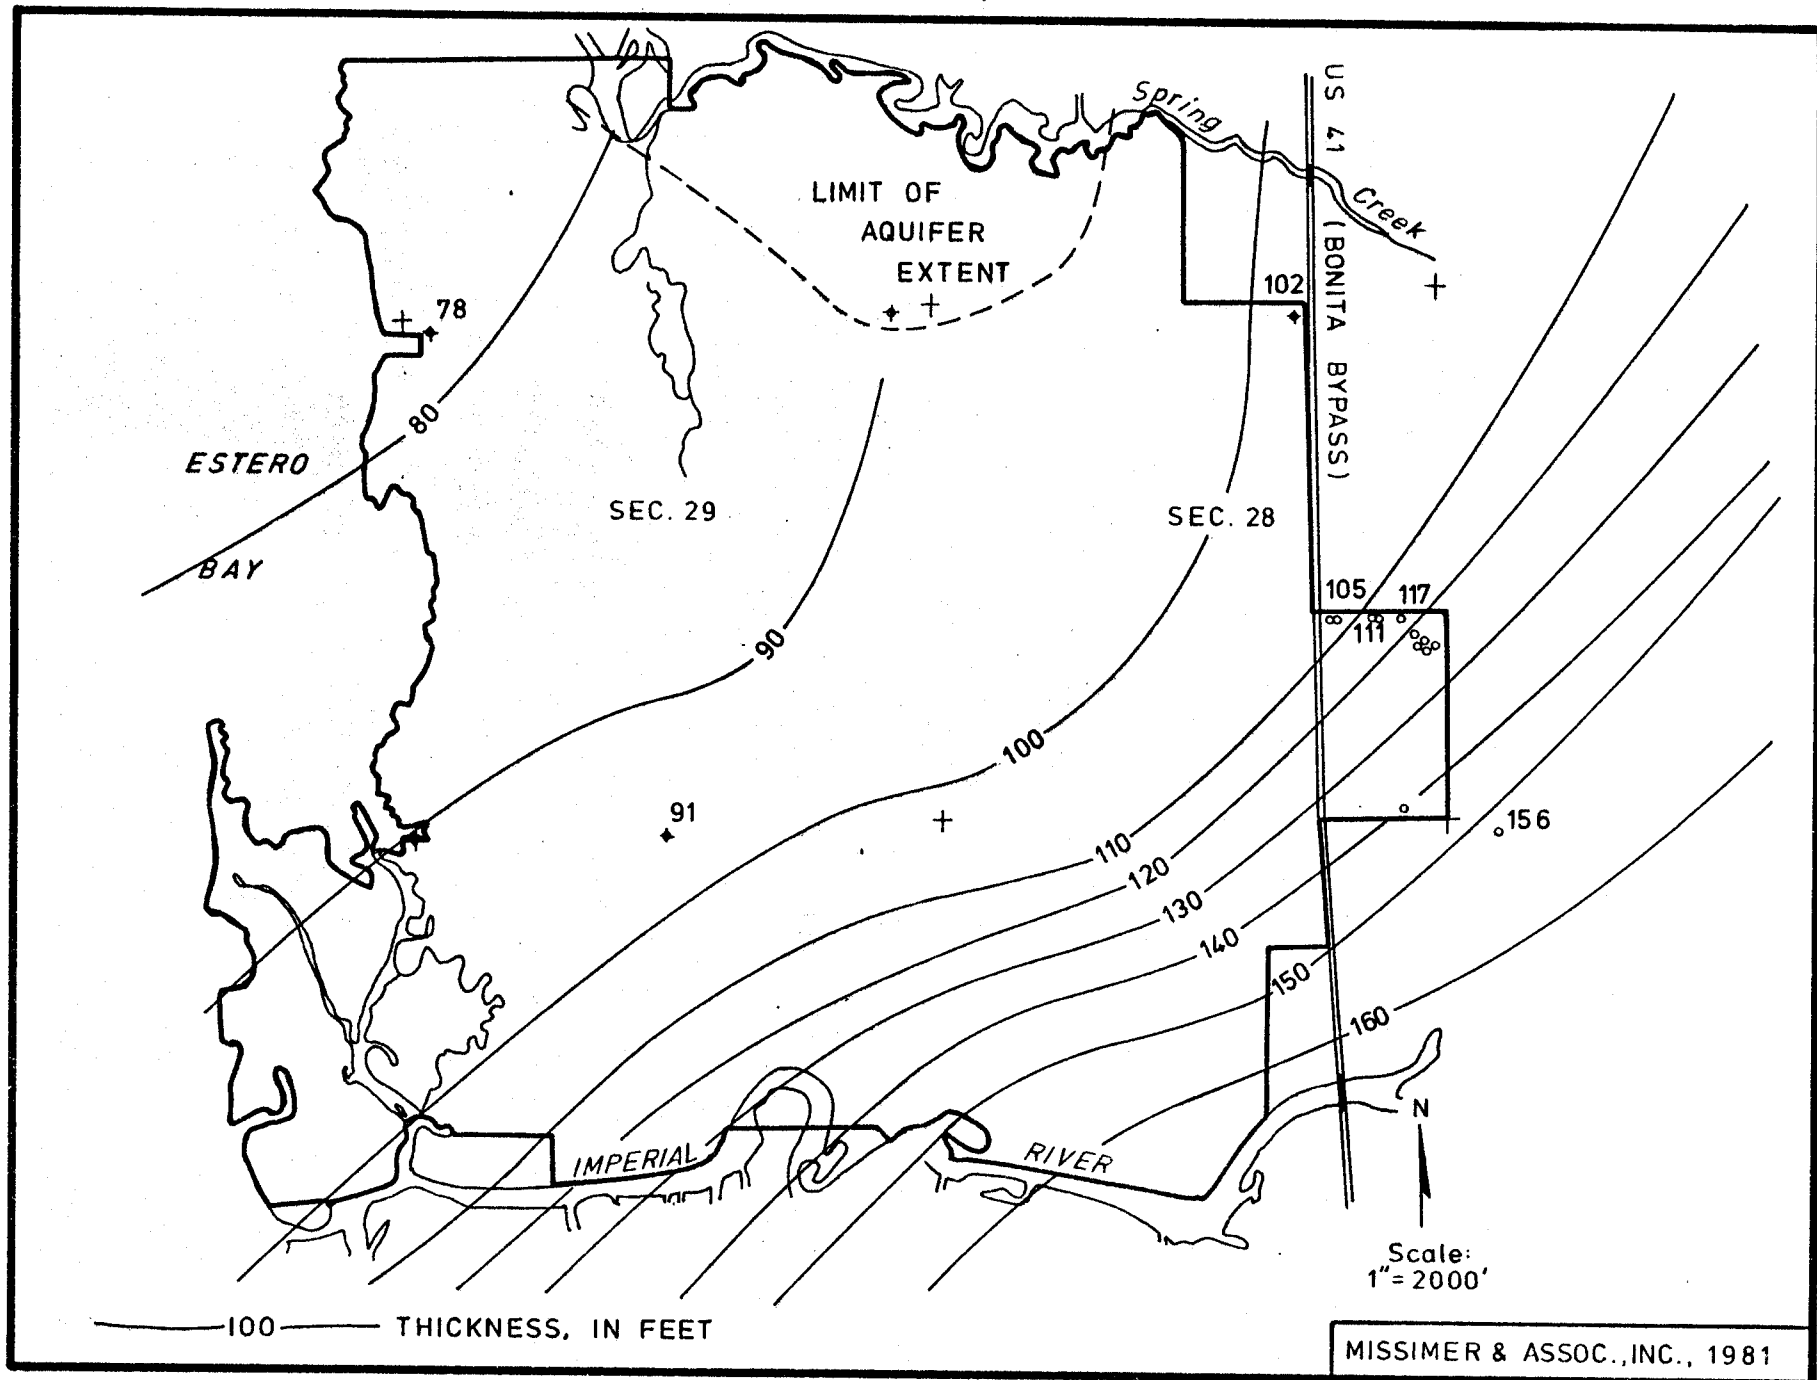 Spring
Creek
US 41 (BONITA BYPASS)
LIMIT OF
AQUIFER
EXTENT
102
78
80
ESTERO
BAY
SEC. 29
SEC. 28
105
117
111
90
100
91
156
110
120
130
140
150
160
IMPERIAL
RIVER
N
Scale:
1"=2000'
100
THICKNESS, IN FEET
MISSIMER & ASSOC., INC., 1981